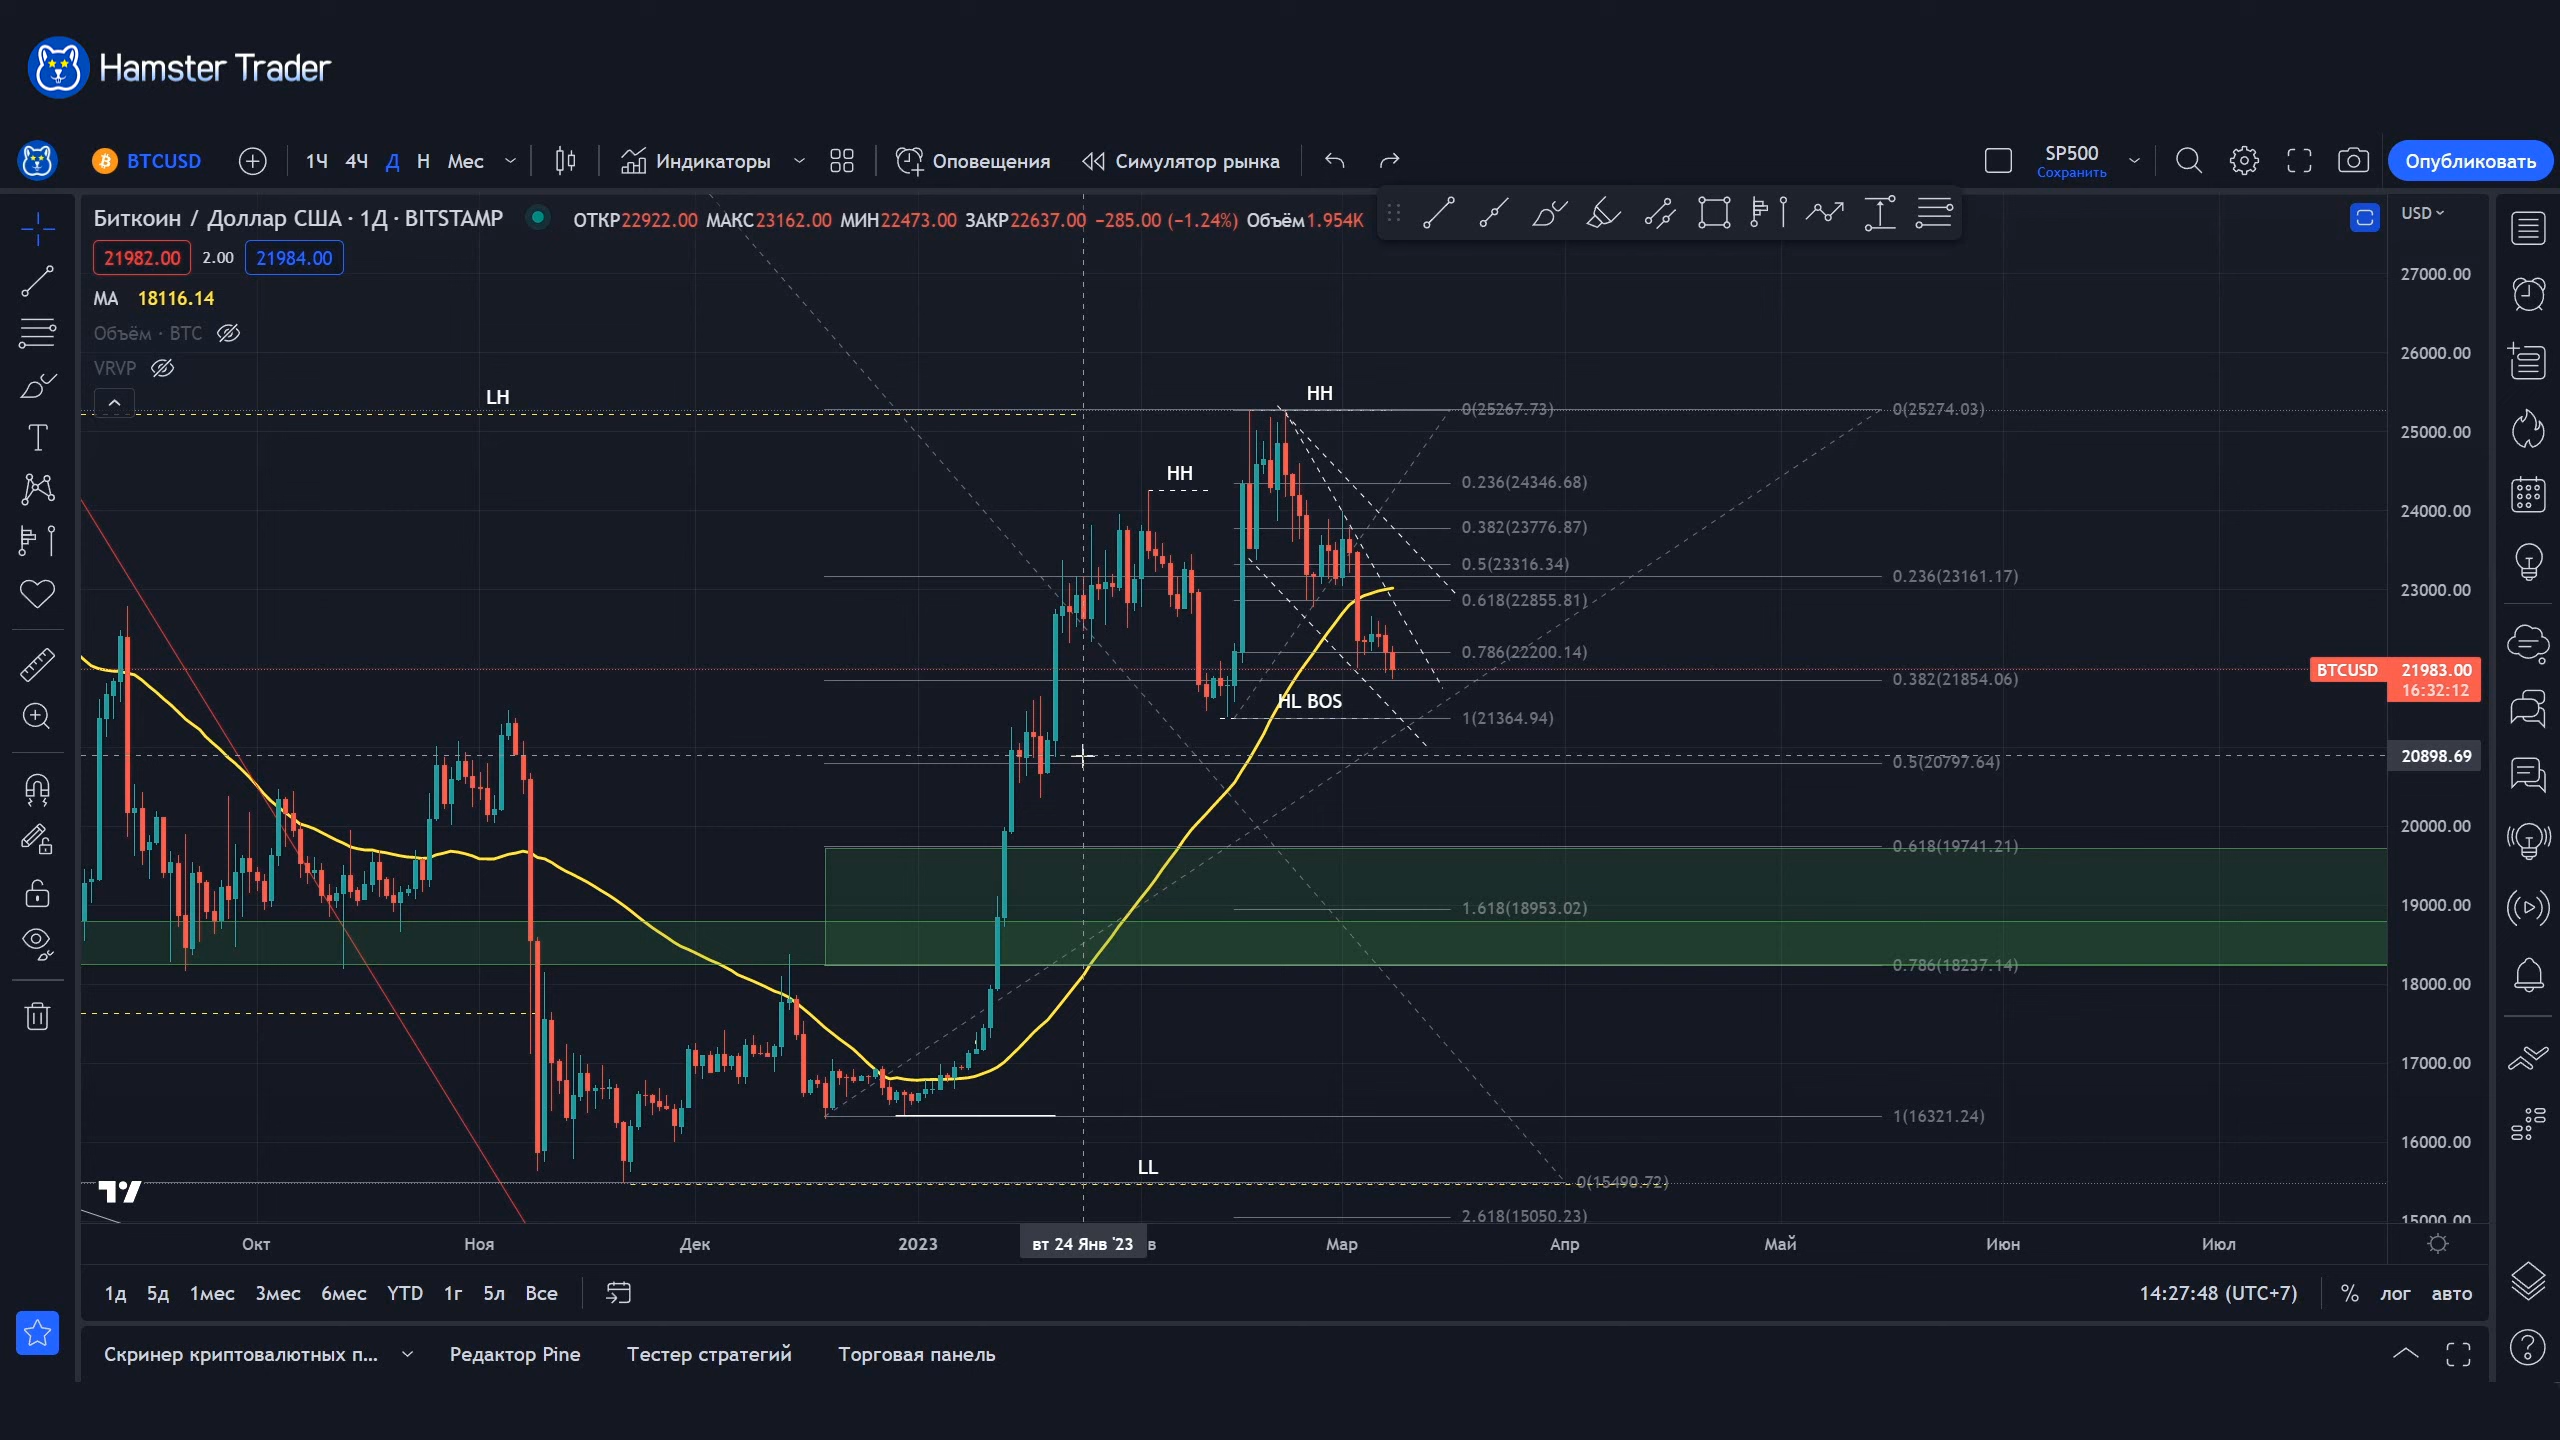 Hamster Trader
BTCUSD 1Ч 4Ч Д Н Мес Индикаторы Оповещения Симулятор рынка SP500 Опубликовать
Сохранить
Биткоин / Доллар США · 1Д · BITSTAMP ОТКР22922.00 МАКС23162.00 МИН22473.00 ЗАКР22637.00 −285.00 (−1.24%) Объём1.954K USD
21982.00 2.00 21984.00
MA 18116.14
Объём · BTC
VRVP
27000.00
26000.00
LH HH
0(25267.73) 0(25274.03)
25000.00
HH
0.236(24346.68)
24000.00
0.382(23776.87)
0.5(23316.34)
0.236(23161.17)
23000.00
0.618(22855.81)
0.786(22200.14)
BTCUSD 21983.00
16:32:12
0.382(21854.06)
HL BOS
1(21364.94)
20898.69
0.5(20797.64)
20000.00
0.618(19741.21)
19000.00
1.618(18953.02)
0.786(18237.14)
18000.00
17000.00
1(16321.24)
16000.00
LL
0(15490.72)
2.618(15050.23)
15000.00
Окт Ноя Дек 2023 вт 24 Янв '23 в Мар Апр Май Июн Июл
1д 5д 1мес 3мес 6мес YTD 1г 5л Все 14:27:48 (UTC+7) % лог авто
Скринер криптовалютных п... Редактор Pine Тестер стратегий Торговая панель